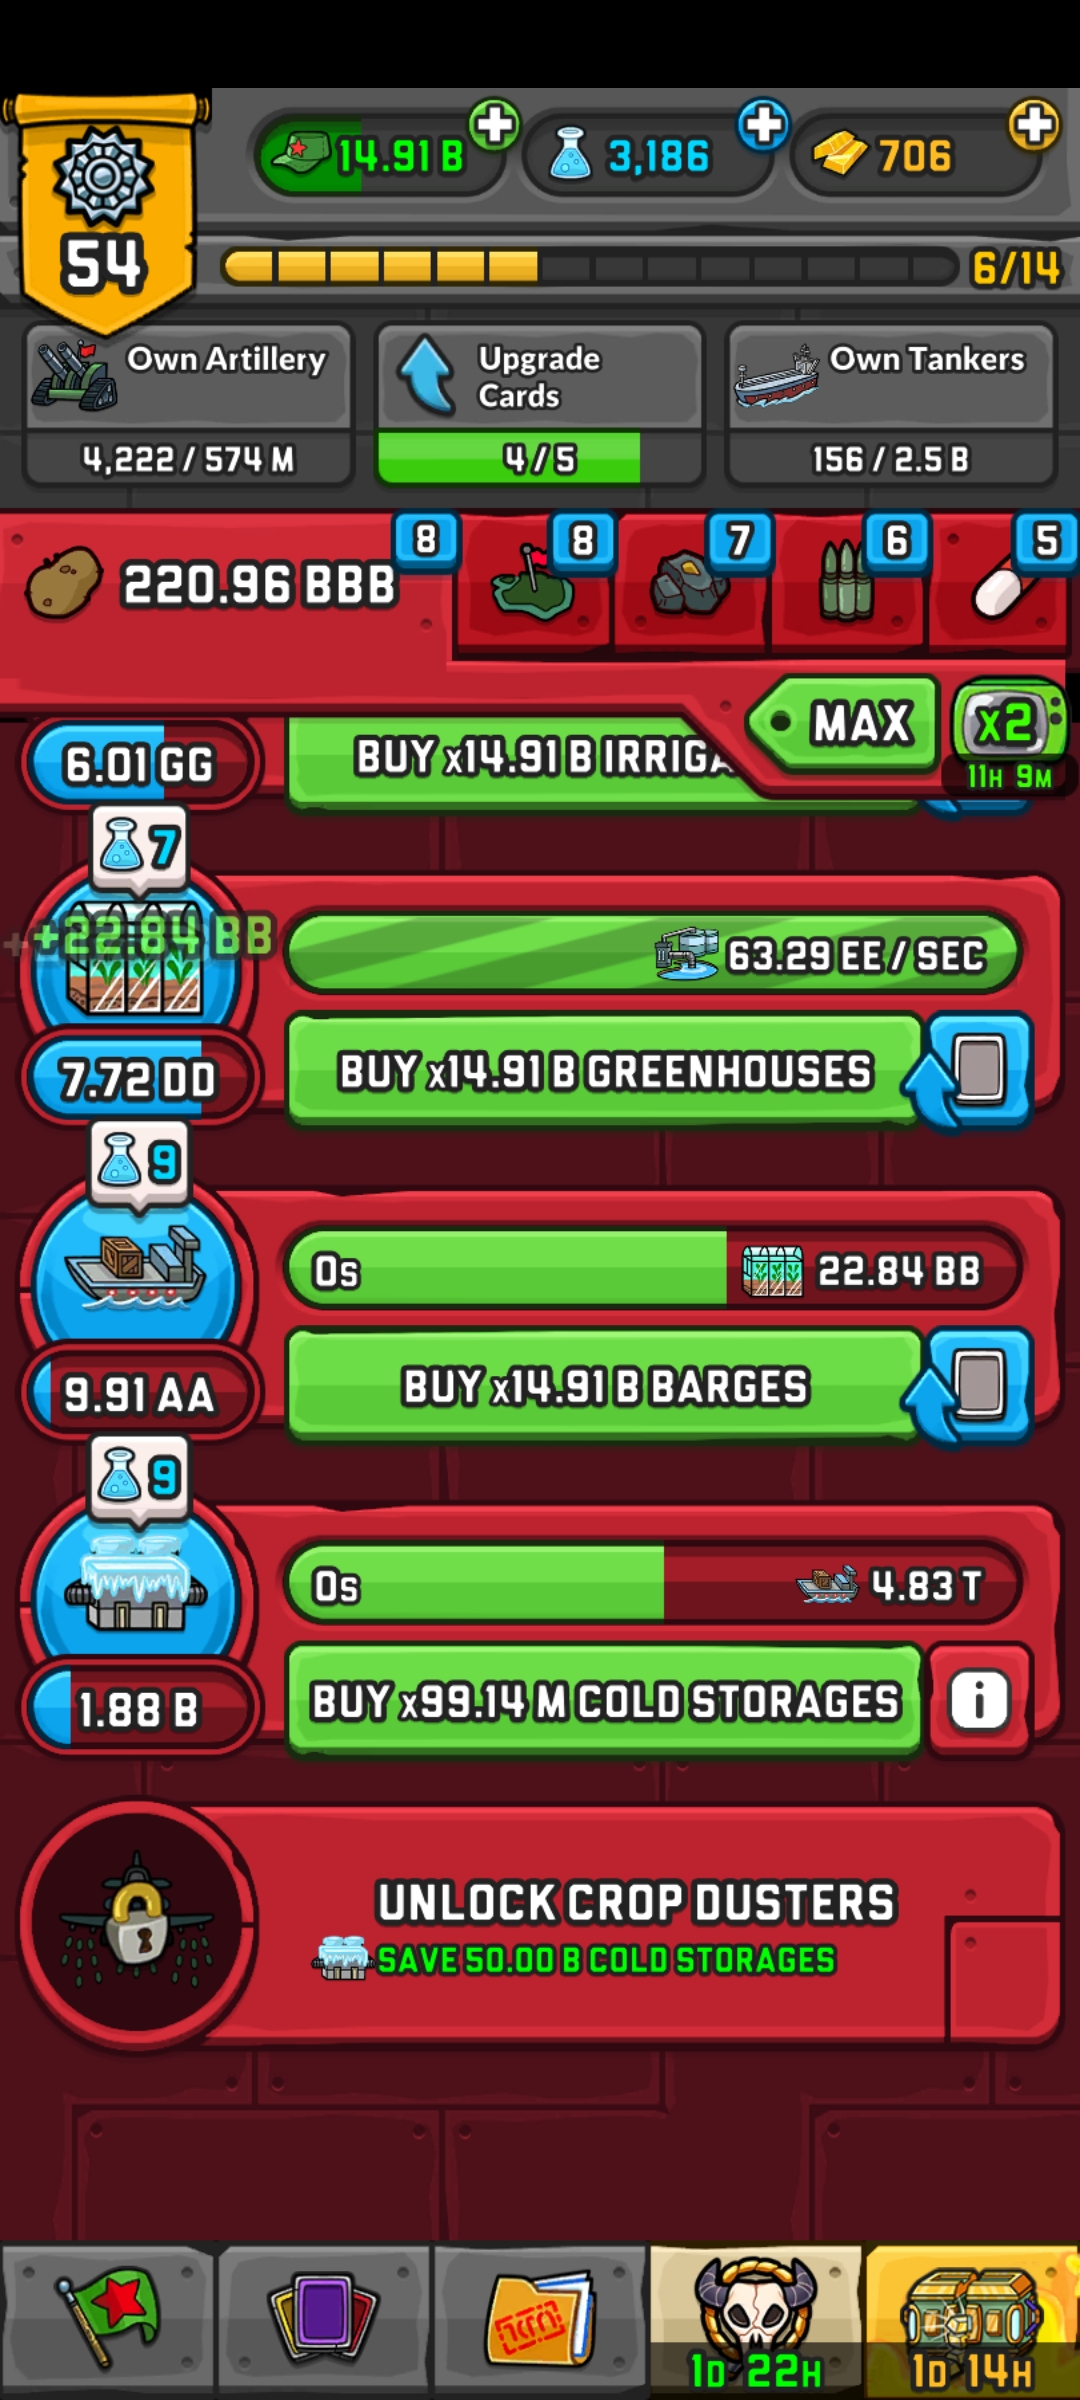 14.91 B
3,186
706
54
6/14
Own Artillery
4,222 / 574 M
Upgrade
Cards
4 / 5
Own Tankers
156 / 2.5 B
220.96 BBB
8
8
7
6
5
MAX
x2
11H 9M
6.01 GG
BUY x14.91 B IRRIGA
7
+22.84 BB
63.29 EE / SEC
7.72 DD
BUY x14.91 B GREENHOUSES
9
0s
22.84 BB
9.91 AA
BUY x14.91 B BARGES
9
0s
4.83 T
1.88 B
BUY x99.14 M COLD STORAGES
i
UNLOCK CROP DUSTERS
SAVE 50.00 B COLD STORAGES
1D 22H
1D 14H